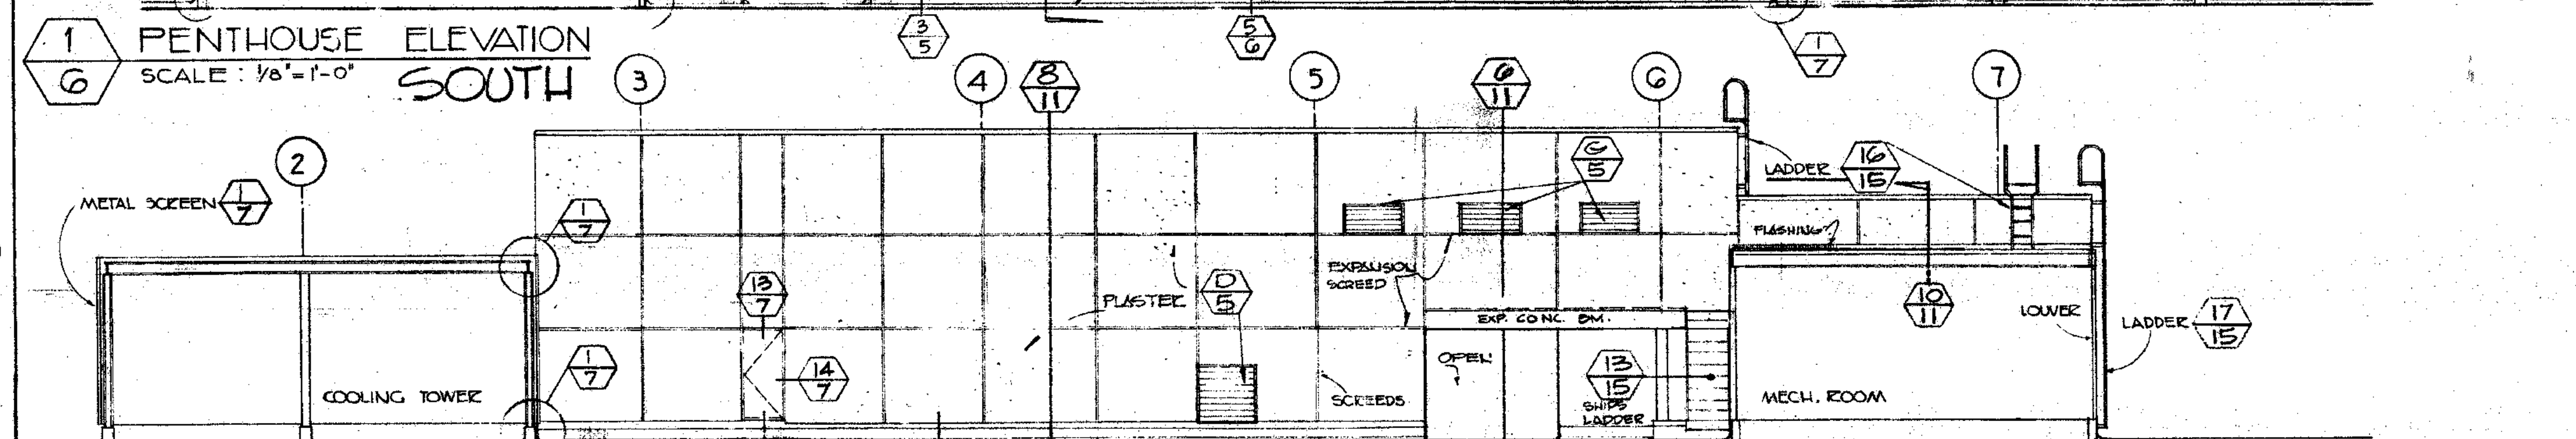 3
5
5
6
1
7
1
6
PENTHOUSE ELEVATION
SCALE : 1/8"=1'-0"
SOUTH
3
4
8
11
5
6
11
6
7
2
METAL SCREEN
1
7
1
7
C
5
LADDER
16
15
FLASHING
13
7
PLASTER
D
5
EXPANSION
SCREED
EXP. CONC. BM.
10
11
LOUVER
LADDER
17
15
COOLING TOWER
1
7
14
7
SCREEDS
OPEN
13
15
SHIPS
LADDER
MECH. ROOM